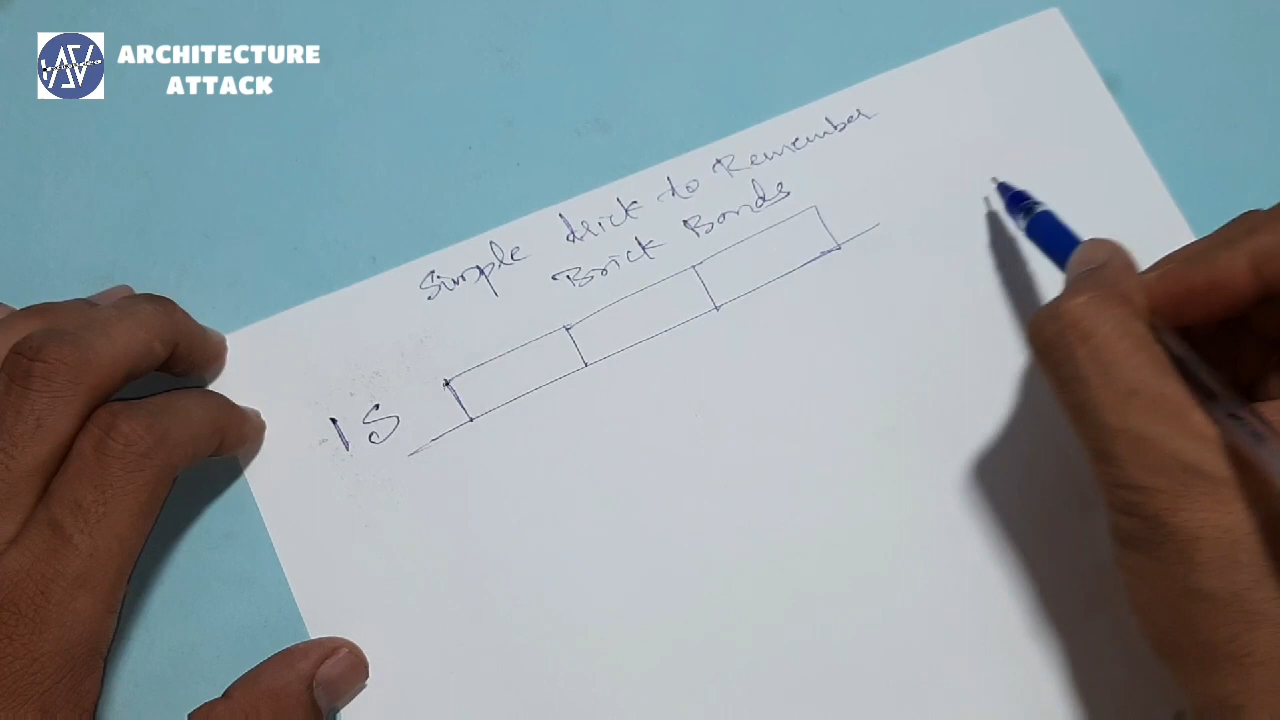 ARCHITECTURE
ATTACK
Simple trick to Remember
Brick Bonds
1S